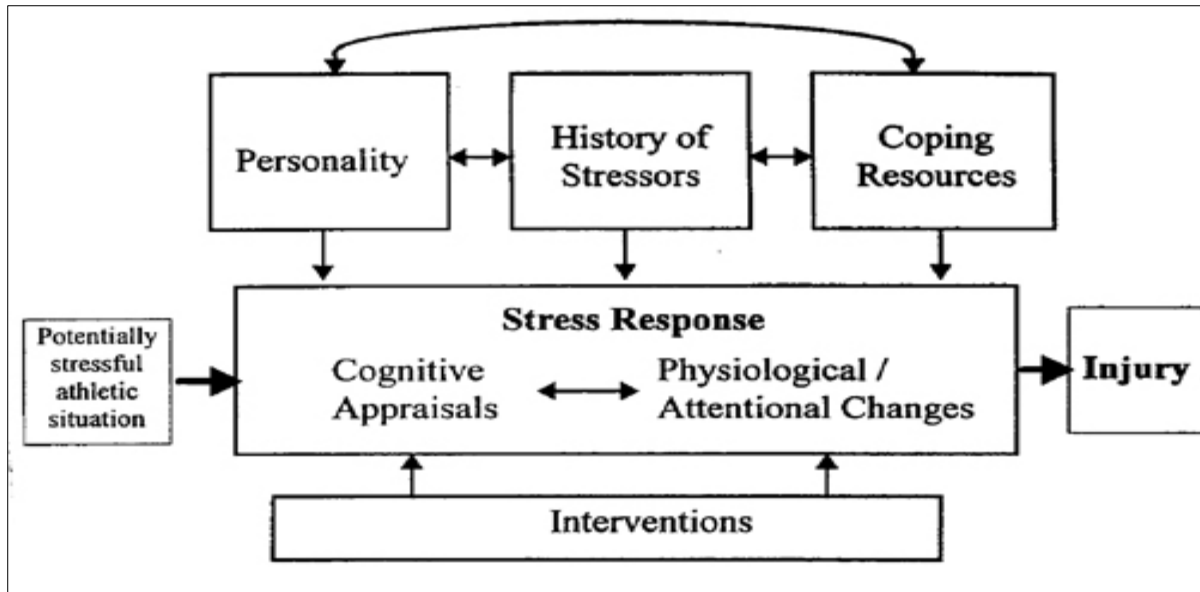 Personality
History of
Stressors
Coping
Resources
Potentially
stressful
athletic
situation
Stress Response
Cognitive
Appraisals
Physiological /
Attentional Changes
Injury
Interventions